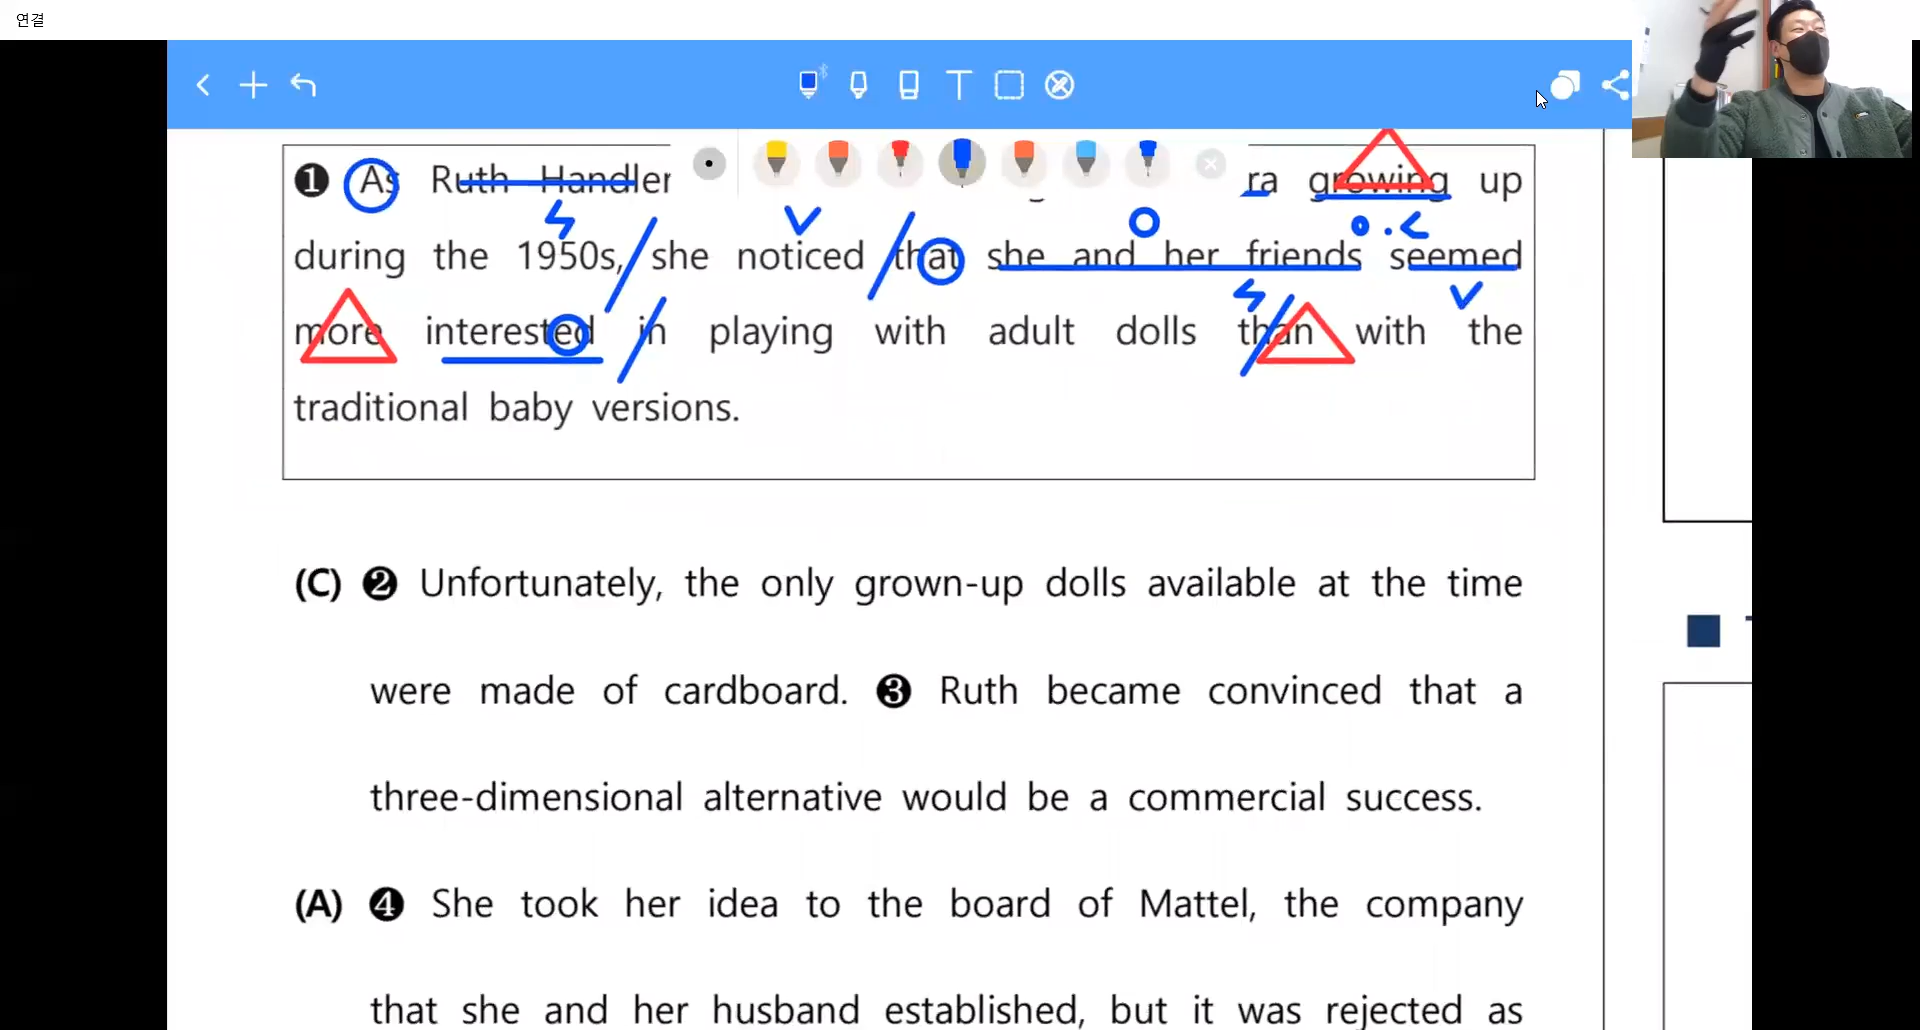 연결
❶ As Ruth Handler ra growing up
during the 1950s, she noticed that she and her friends seemed
more interested in playing with adult dolls than with the
traditional baby versions.
(C) ❷ Unfortunately, the only grown-up dolls available at the time
were made of cardboard. ❸ Ruth became convinced that a
three-dimensional alternative would be a commercial success.
(A) ❹ She took her idea to the board of Mattel, the company
that she and her husband established, but it was rejected as